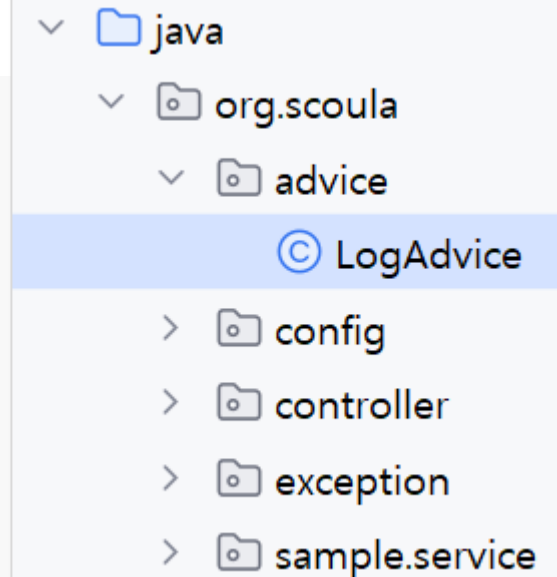 java
org.scoula
advice
LogAdvice
config
controller
exception
sample.service